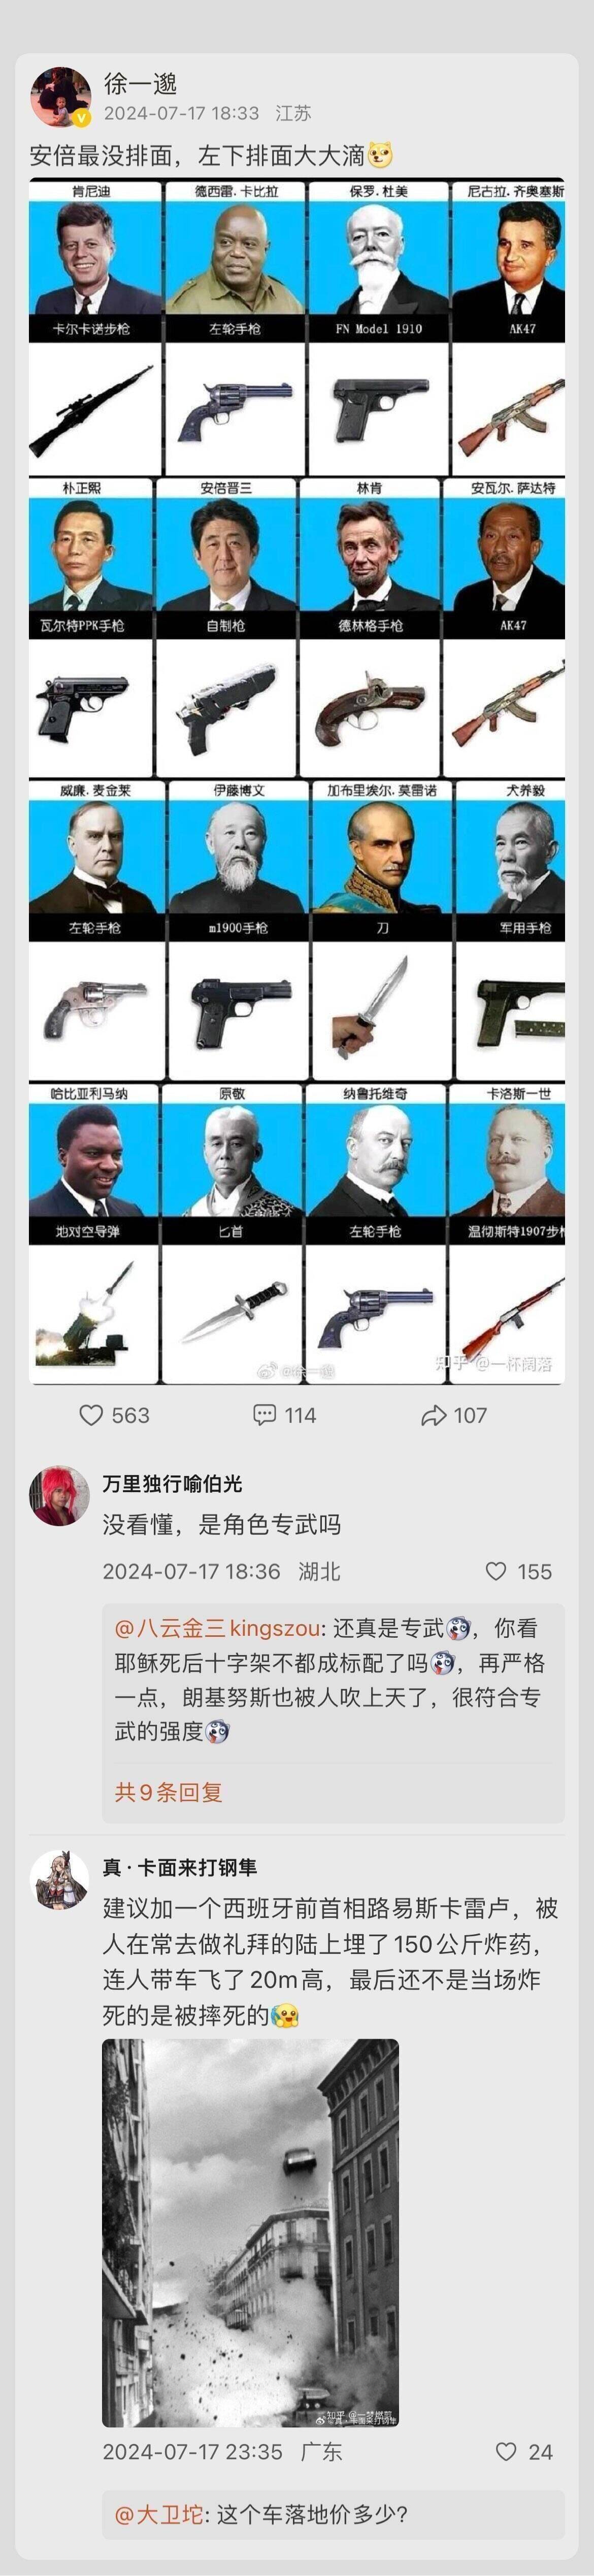 徐一邈
2024-07-17 18:33 江苏
安倍最没排面，左下排面大大滴
肯尼迪 德西雷.卡比拉 保罗.杜美 尼古拉.齐奥塞斯
卡尔卡诺步枪 左轮手枪 FN Model 1910 AK47
朴正熙 安倍晋三 林肯 安瓦尔.萨达特
瓦尔特PPK手枪 自制枪 德林格手枪 AK47
威廉.麦金莱 伊藤博文 加布里埃尔.莫雷诺 犬养毅
左轮手枪 m1900手枪 刀 军用手枪
哈比亚利马纳 原敬 纳鲁托维奇 卡洛斯一世
地对空导弹 匕首 左轮手枪 温彻斯特1907步枪
@徐一邈 知乎 @一杯阔落
563 114 107
万里独行喻伯光
没看懂，是角色专武吗
2024-07-17 18:36 湖北 155
@八云金三kingszou: 还真是专武，你看
耶稣死后十字架不都成标配了吗，再严格
一点，朗基努斯也被人吹上天了，很符合专
武的强度
共9条回复
真·卡面来打钢隼
建议加一个西班牙前首相路易斯卡雷卢，被
人在常去做礼拜的陆上埋了150公斤炸药，
连人带车飞了20m高，最后还不是当场炸
死的是被摔死的
2024-07-17 23:35 广东 24
@大卫坨: 这个车落地价多少?